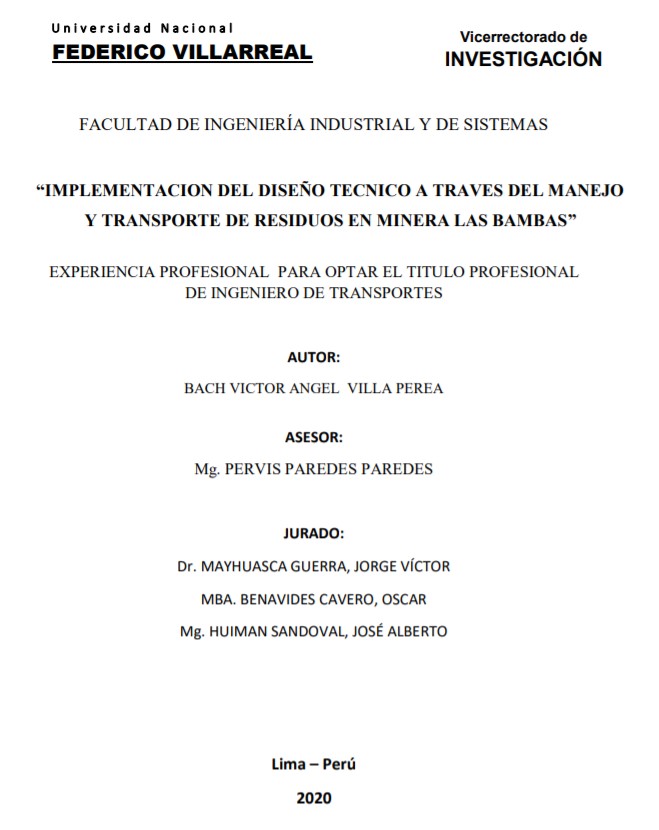 Universidad Nacional
FEDERICO VILLARREAL
Vicerrectorado de
INVESTIGACIÓN
FACULTAD DE INGENIERÍA INDUSTRIAL Y DE SISTEMAS
“IMPLEMENTACION DEL DISEÑO TECNICO A TRAVES DEL MANEJO
Y TRANSPORTE DE RESIDUOS EN MINERA LAS BAMBAS”
EXPERIENCIA PROFESIONAL PARA OPTAR EL TITULO PROFESIONAL
DE INGENIERO DE TRANSPORTES
AUTOR:
BACH VICTOR ANGEL VILLA PEREA
ASESOR:
Mg. PERVIS PAREDES PAREDES
JURADO:
Dr. MAYHUASCA GUERRA, JORGE VÍCTOR
MBA. BENAVIDES CAVERO, OSCAR
Mg. HUIMAN SANDOVAL, JOSÉ ALBERTO
Lima – Perú
2020